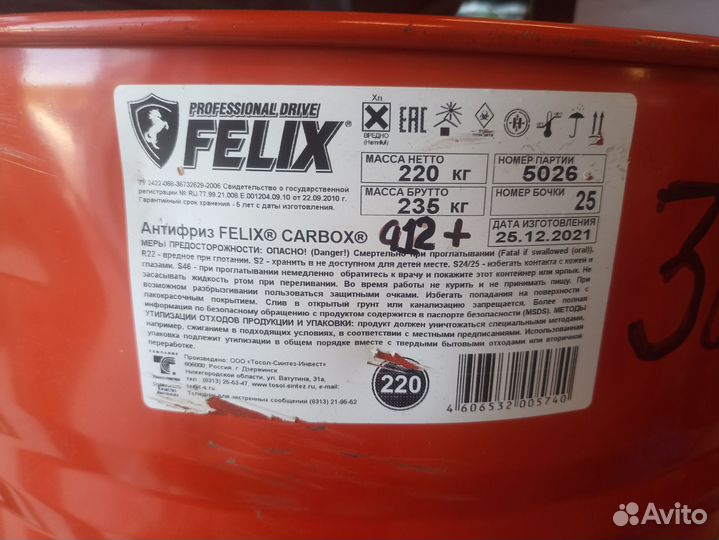 PROFESSIONAL DRIVE
FELIX®
Xn
ВРЕДНО
(Harmful)
EAC
МАССА НЕТТО
220 КГ
НОМЕР ПАРТИИ
5026
МАССА БРУТТО
235 КГ
НОМЕР БОЧКИ
25
ТУ 2422-068-36732629-2006 Свидетельство о государственной
регистрации № RU.77.99.21.008.Е.001204.09.10 от 22.09.2010 г.
Гарантийный срок хранения - 5 лет с даты изготовления.
ДАТА ИЗГОТОВЛЕНИЯ
25.12.2021
Антифриз FELIX® CARBOX® G12+
МЕРЫ ПРЕДОСТОРОЖНОСТИ: ОПАСНО! (Danger!) Смертельно при проглатывании (Fatal if swallowed (oral)).
R22 - вредное при глотании. S2 - хранить в не доступном для детей месте. S24/25 - избегать контакта с кожей и
глазами. S46 - при проглатывании немедленно обратитесь к врачу и покажите этот контейнер или ярлык. Не
засасывать жидкость ртом при переливании. Во время работы не курить и не принимать пищу. При
возможном разбрызгивании пользоваться защитными очками. Избегать попадания на поверхности с
лакокрасочным покрытием. Слив в открытый грунт или канализацию запрещается. Более полная
информация по безопасному обращению с продуктом содержится в паспорте безопасности (MSDS). МЕТОДЫ
УТИЛИЗАЦИИ ОТХОДОВ ПРОДУКЦИИ И УПАКОВКИ: продукт должен уничтожаться специальными методами,
например, сжиганием в подходящих условиях, в соответствии с местными предписаниями. Использованная
упаковка подлежит утилизации в общем порядке вместе с твердыми бытовыми отходами или вторичной
переработке.
Произведено: ООО «Тосол-Синтез-Инвест»
606000, Россия, г. Дзержинск
Нижегородской области, ул. Ватутина, 31а,
тел.: (8313) 25-63-47, www.tosol-sintez.ru, e-mail:
Телефон для экстренных сообщений (8313) 21-95-62
220
4 606532 005740
Avito